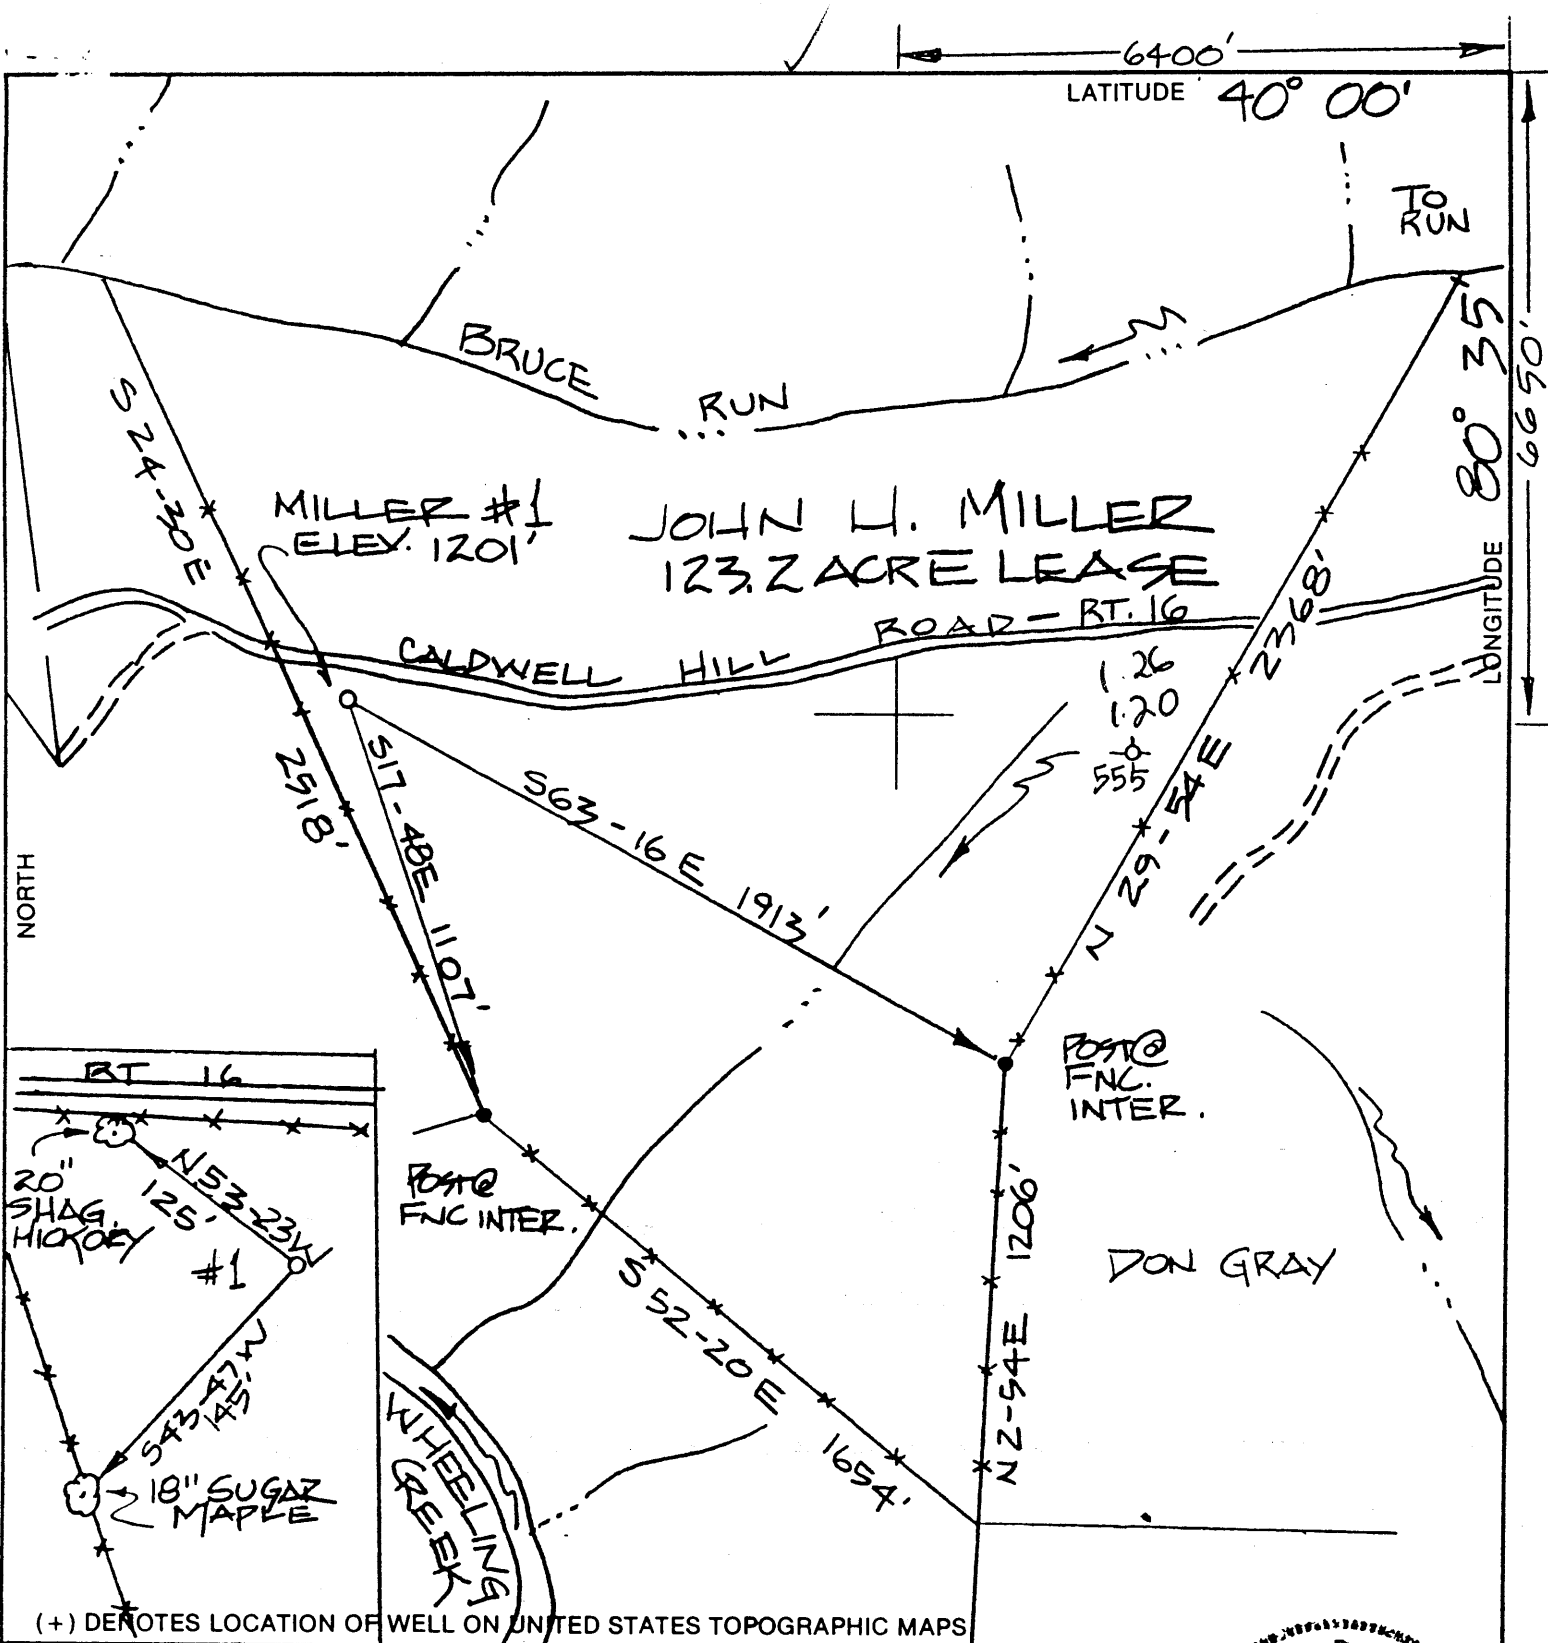 6400'
LATITUDE 40° 00'
TO
RUN
80° 35'
LONGITUDE
6650'
BRUCE RUN
S 24-30 E
2518'
MILLER #1
ELEV. 1201'
JOHN H. MILLER
123.2 ACRE LEASE
CALDWELL HILL ROAD - RT. 16
1.26
1.20
555
N 29-54 E 2368'
S17-48E 1107'
S63-16 E 1913'
NORTH
POST@
FNC.
INTER.
POST@
FNC INTER.
S 52-20 E 1654'
N 2-54E 1206'
DON GRAY
RT 16
20"
SHAG.
HICKORY
N53-23W
125'
#1
S43-47W
145'
18" SUGAR
MAPLE
WHEELING
CREEK
(+) DENOTES LOCATION OF WELL ON UNITED STATES TOPOGRAPHIC MAPS